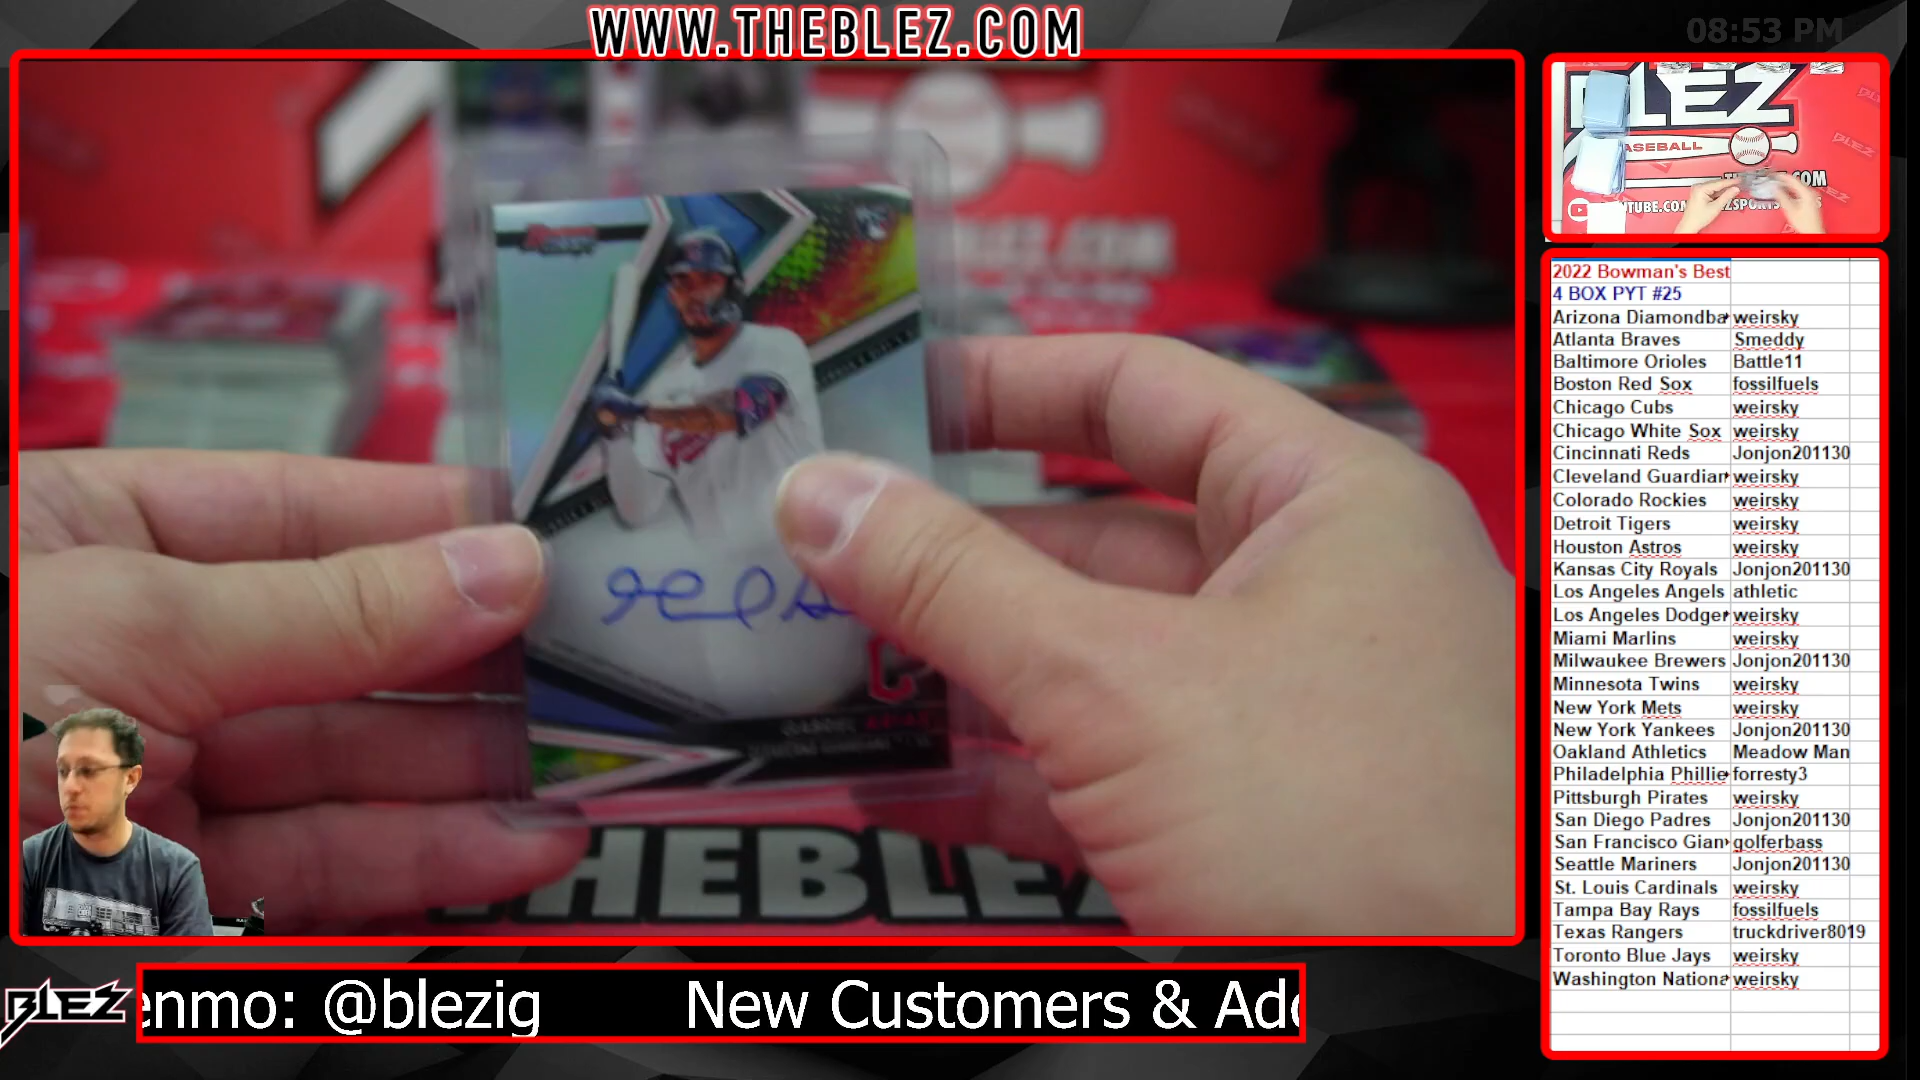 WWW.THEBLEZ.COM
08:53 PM
BLEZ
ASEBALL
2022 Bowman's Best
4 BOX PYT #25
Arizona Diamondba weirsky
Atlanta Braves Smeddy
Baltimore Orioles Battle11
Boston Red Sox fossilfuels
Chicago Cubs weirsky
Chicago White Sox weirsky
Cincinnati Reds Jonjon201130
Cleveland Guardian weirsky
Colorado Rockies weirsky
Detroit Tigers weirsky
Houston Astros weirsky
Kansas City Royals Jonjon201130
Los Angeles Angels athletic
Los Angeles Dodger weirsky
Miami Marlins weirsky
Milwaukee Brewers Jonjon201130
Minnesota Twins weirsky
New York Mets weirsky
New York Yankees Jonjon201130
Oakland Athletics Meadow Man
Philadelphia Phillie forresty3
Pittsburgh Pirates weirsky
San Diego Padres Jonjon201130
San Francisco Gian golferbass
Seattle Mariners Jonjon201130
St. Louis Cardinals weirsky
Tampa Bay Rays fossilfuels
Texas Rangers truckdriver8019
Toronto Blue Jays weirsky
Washington Nationa weirsky
THEBLEZ
BLEZ
enmo: @blezig New Customers & Add